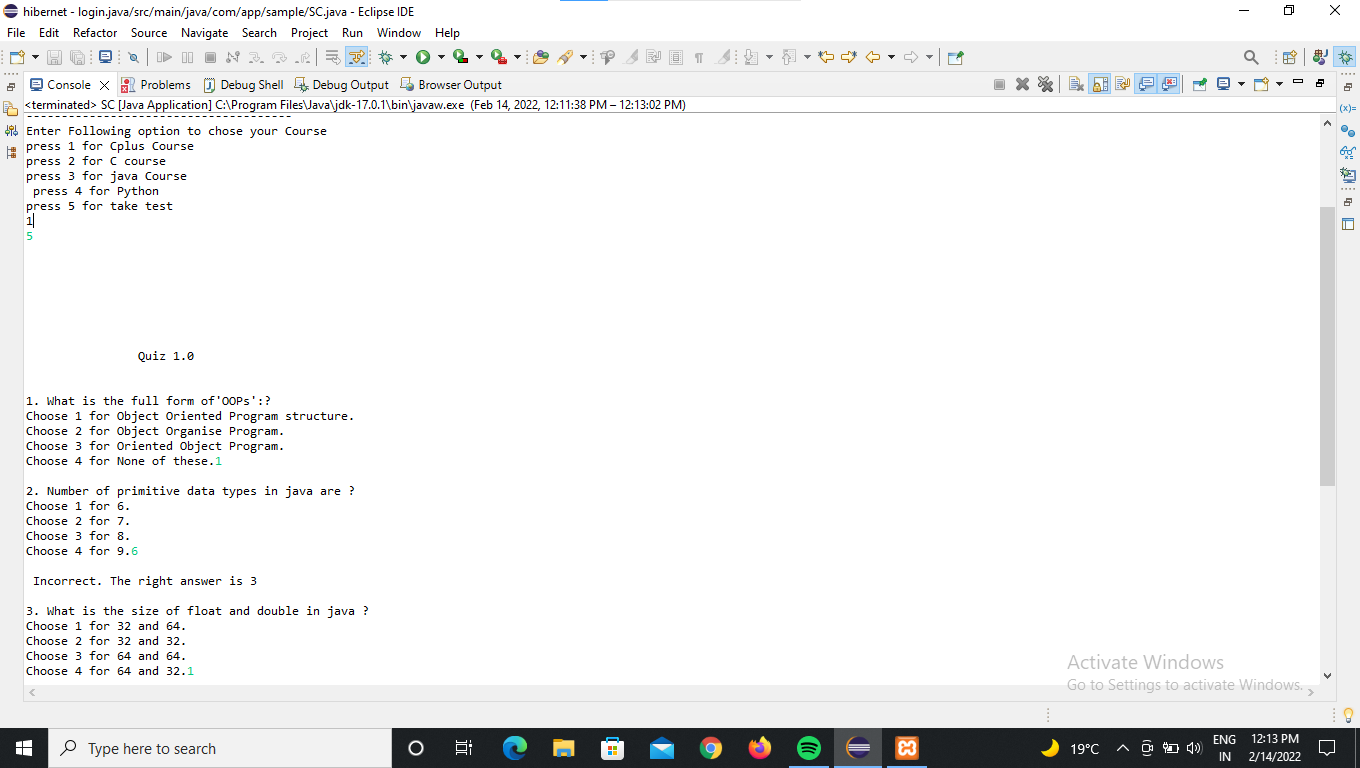 hibernet - login.java/src/main/java/com/app/sample/SC.java - Eclipse IDE
File Edit Refactor Source Navigate Search Project Run Window Help
Console Problems Debug Shell Debug Output Browser Output
<terminated> SC [Java Application] C:\Program Files\Java\jdk-17.0.1\bin\javaw.exe (Feb 14, 2022, 12:11:38 PM – 12:13:02 PM)
--------------------------------------
Enter Following option to chose your Course
press 1 for Cplus Course
press 2 for C course
press 3 for java Course
press 4 for Python
press 5 for take test
1
5
Quiz 1.0
1. What is the full form of'OOPs':?
Choose 1 for Object Oriented Program structure.
Choose 2 for Object Organise Program.
Choose 3 for Oriented Object Program.
Choose 4 for None of these.1
2. Number of primitive data types in java are ?
Choose 1 for 6.
Choose 2 for 7.
Choose 3 for 8.
Choose 4 for 9.6
Incorrect. The right answer is 3
3. What is the size of float and double in java ?
Choose 1 for 32 and 64.
Choose 2 for 32 and 32.
Choose 3 for 64 and 64.
Choose 4 for 64 and 32.1
Activate Windows
Go to Settings to activate Windows.
Type here to search
19°C
ENG
IN
12:13 PM
2/14/2022